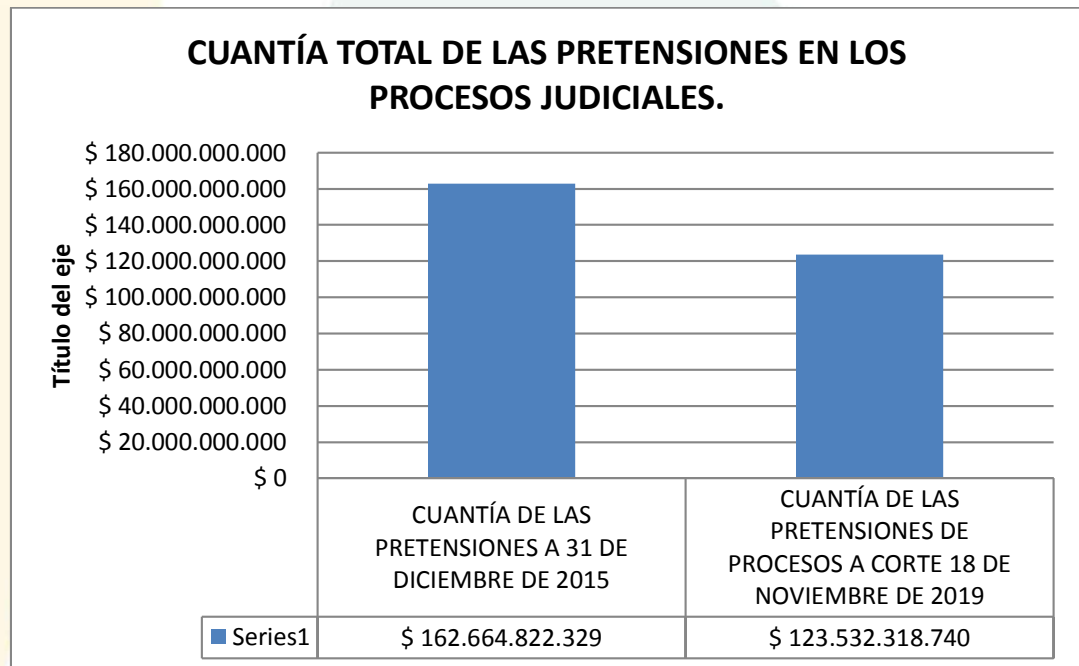 CUANTÍA TOTAL DE LAS PRETENSIONES EN LOS
PROCESOS JUDICIALES.
Título del eje
$ 180.000.000.000
$ 160.000.000.000
$ 140.000.000.000
$ 120.000.000.000
$ 100.000.000.000
$ 80.000.000.000
$ 60.000.000.000
$ 40.000.000.000
$ 20.000.000.000
$ 0
CUANTÍA DE LAS
PRETENSIONES A 31 DE
DICIEMBRE DE 2015
CUANTÍA DE LAS
PRETENSIONES DE
PROCESOS A CORTE 18 DE
NOVIEMBRE DE 2019
Series1
$ 162.664.822.329
$ 123.532.318.740